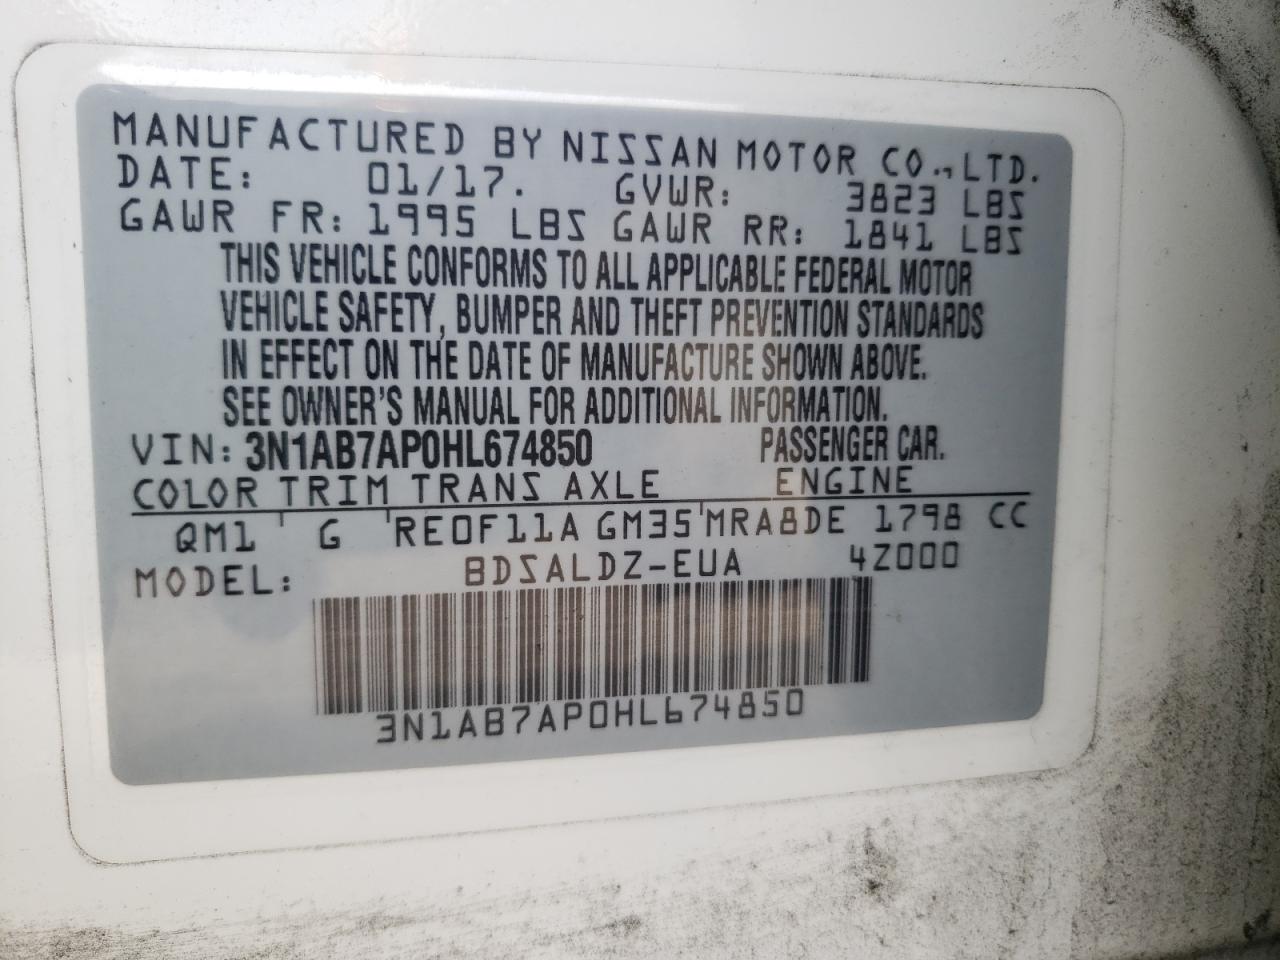 MANUFACTURED BY NISSAN MOTOR CO., LTD.
DATE: 01/17. GVWR: 3823 LBS
GAWR FR: 1995 LBS GAWR RR: 1841 LBS
THIS VEHICLE CONFORMS TO ALL APPLICABLE FEDERAL MOTOR
VEHICLE SAFETY, BUMPER AND THEFT PREVENTION STANDARDS
IN EFFECT ON THE DATE OF MANUFACTURE SHOWN ABOVE.
SEE OWNER'S MANUAL FOR ADDITIONAL INFORMATION.
VIN: 3N1AB7AP0HL674850 PASSENGER CAR.
COLOR TRIM TRANS AXLE ENGINE
QM1 G RE0F11A GM35 MRA8DE 1798 CC
MODEL: BDSALDZ-EUA 4Z000
3N1AB7AP0HL674850